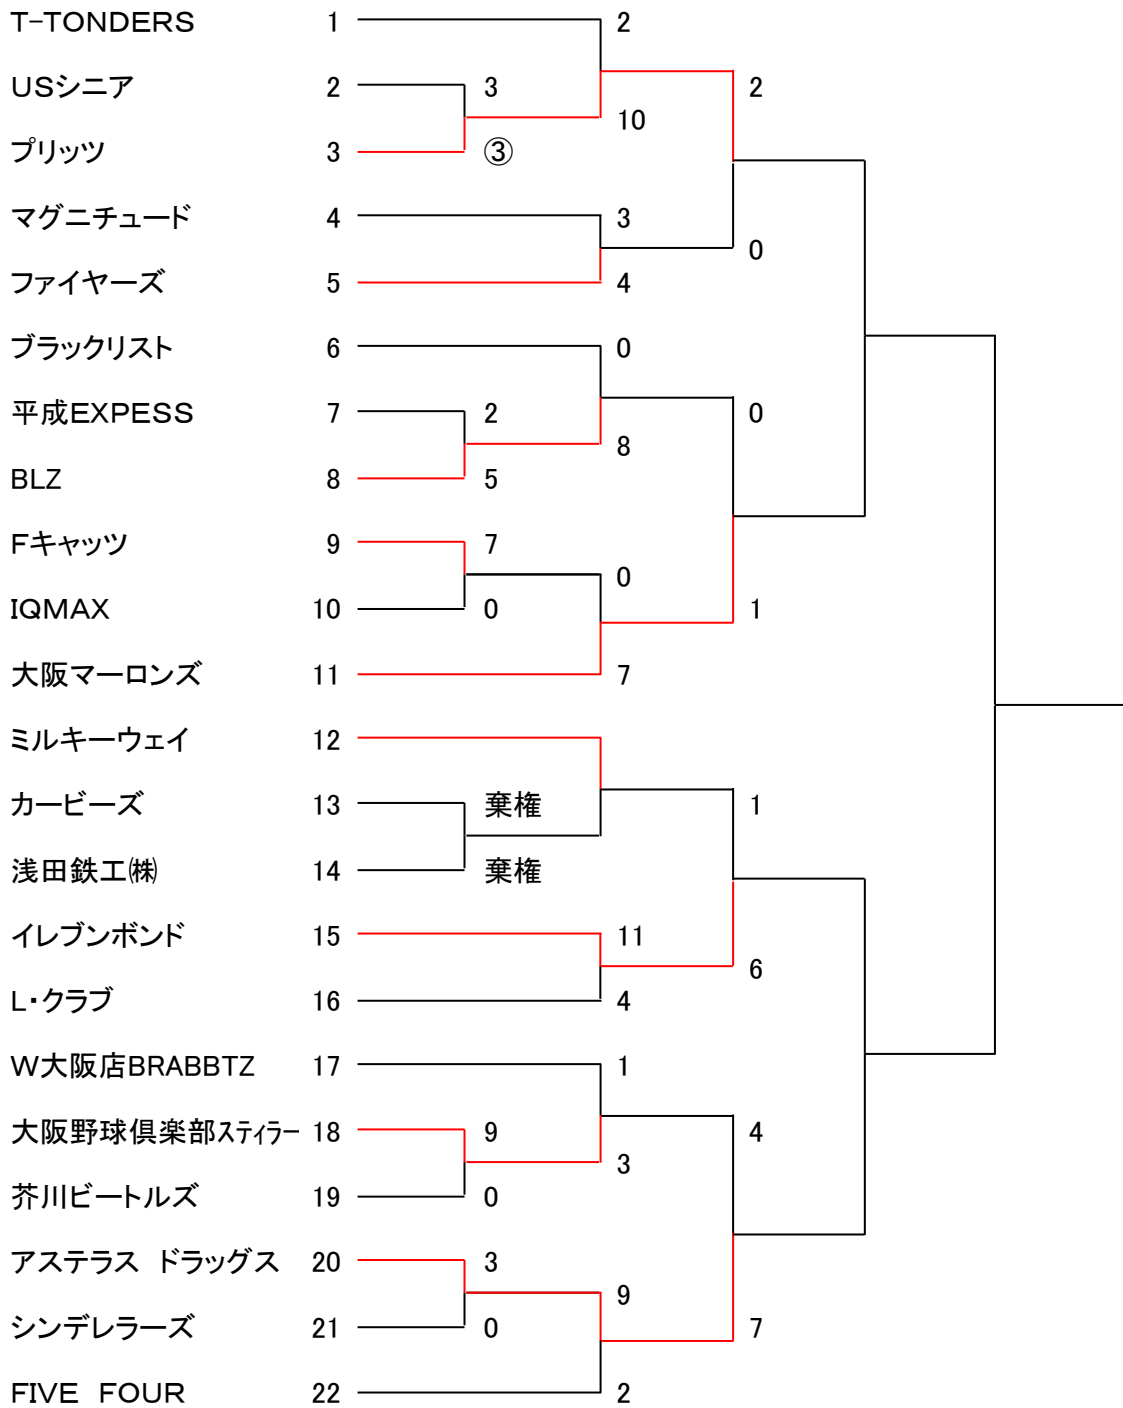 T-TONDERS 1 2
USシニア 2 3 2
プリッツ 3 ③ 10
マグニチュード 4 3
ファイヤーズ 5 4 0
ブラックリスト 6 0
平成EXPESS 7 2 0
BLZ 8 5 8
Fキャッツ 9 7
IQMAX 10 0 0 1
大阪マーロンズ 11 7
ミルキーウェイ 12
カービーズ 13 棄権 1
浅田鉄工㈱ 14 棄権
イレブンボンド 15 11
L・クラブ 16 4 6
W大阪店BRABBTZ 17 1
大阪野球倶楽部スティラー 18 9 4
芥川ビートルズ 19 0 3
アステラス ドラッグス 20 3
シンデレラーズ 21 0 9 7
FIVE FOUR 22 2